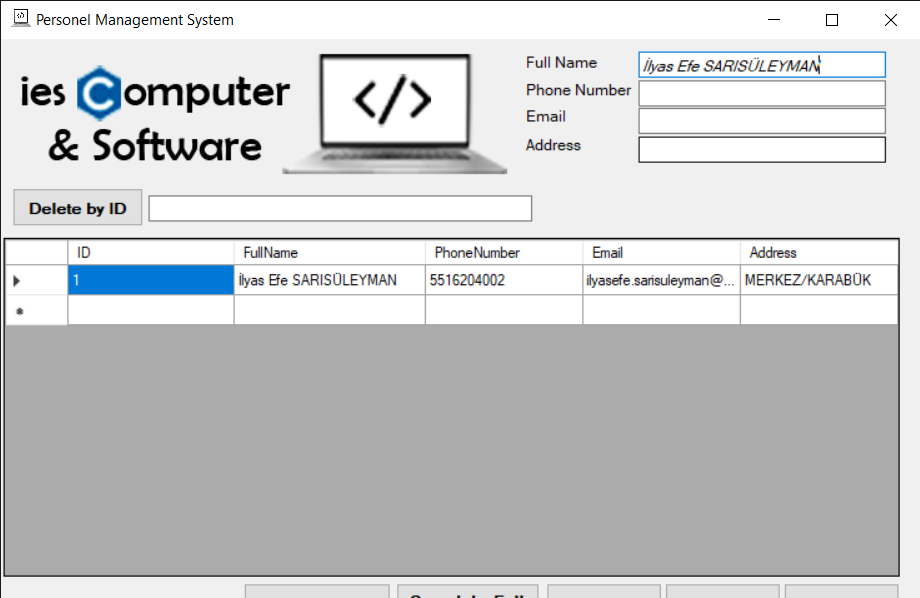 Personel Management System
ies Computer
& Software
</>
Full Name
İlyas Efe SARISÜLEYMAN
Phone Number
Email
Address
Delete by ID
ID FullName PhoneNumber Email Address
1 İlyas Efe SARISÜLEYMAN 5516204002 ilyasefe.sarisuleyman@... MERKEZ/KARABÜK